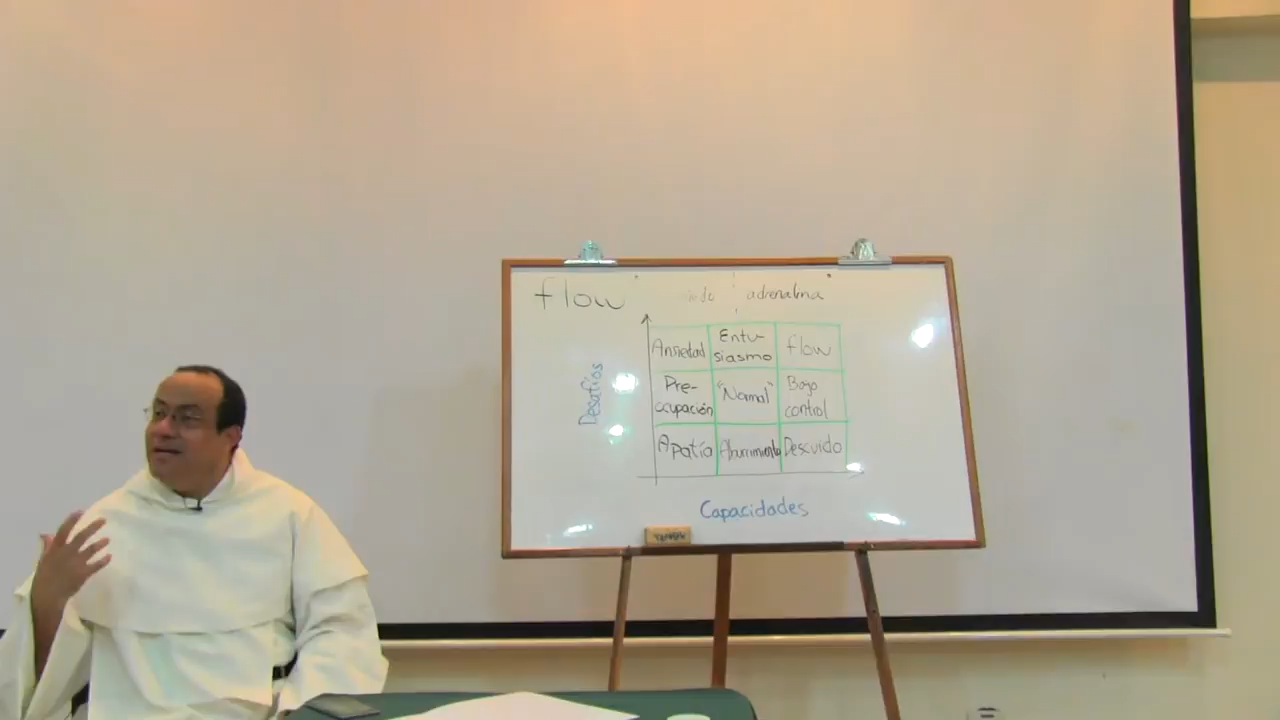 flow
adrenalina
Ansiedad
Entu-
siasmo
flow
Desafíos
Pre-
ocupación
"Normal"
Bajo
control
Apatía
Aburrimiento
Descuido
Capacidades